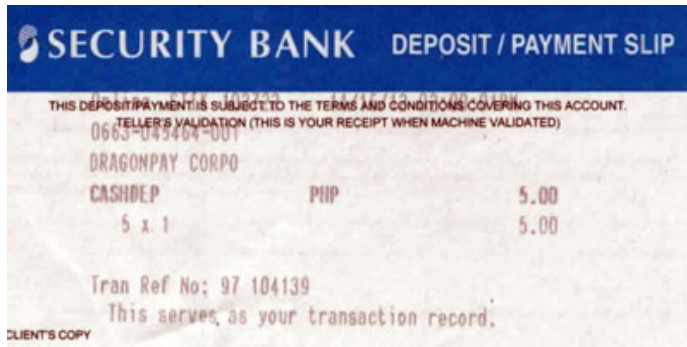 SECURITY BANK DEPOSIT / PAYMENT SLIP
Online
THIS DEPOSIT/PAYMENT IS SUBJECT TO THE TERMS AND CONDITIONS COVERING THIS ACCOUNT.
TELLER'S VALIDATION (THIS IS YOUR RECEIPT WHEN MACHINE VALIDATED)
0663-045464-001
DRAGONPAY CORPO
CASHDEP PHP 5.00
5 x 1 5.00
Tran Ref No: 97 104139
This serves as your transaction record.
CLIENT'S COPY